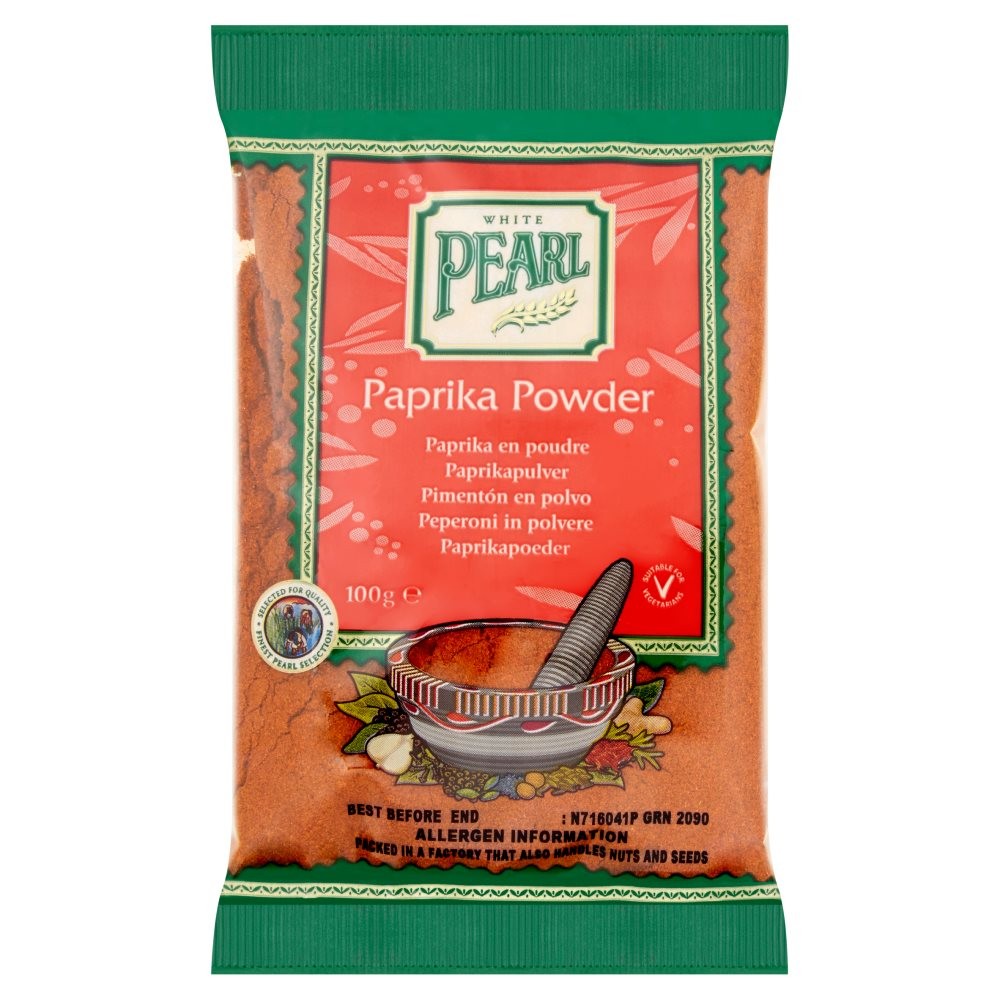 WHITE
PEARL
Paprika Powder
Paprika en poudre
Paprikapulver
Pimentón en polvo
Peperoni in polvere
Paprikapoeder
100g ℮
SUITABLE FOR
V
VEGETARIANS
SELECTED FOR QUALITY
FINEST PEARL SELECTION
BEST BEFORE END : N716041P GRN 2090
ALLERGEN INFORMATION
PACKED IN A FACTORY THAT ALSO HANDLES NUTS AND SEEDS